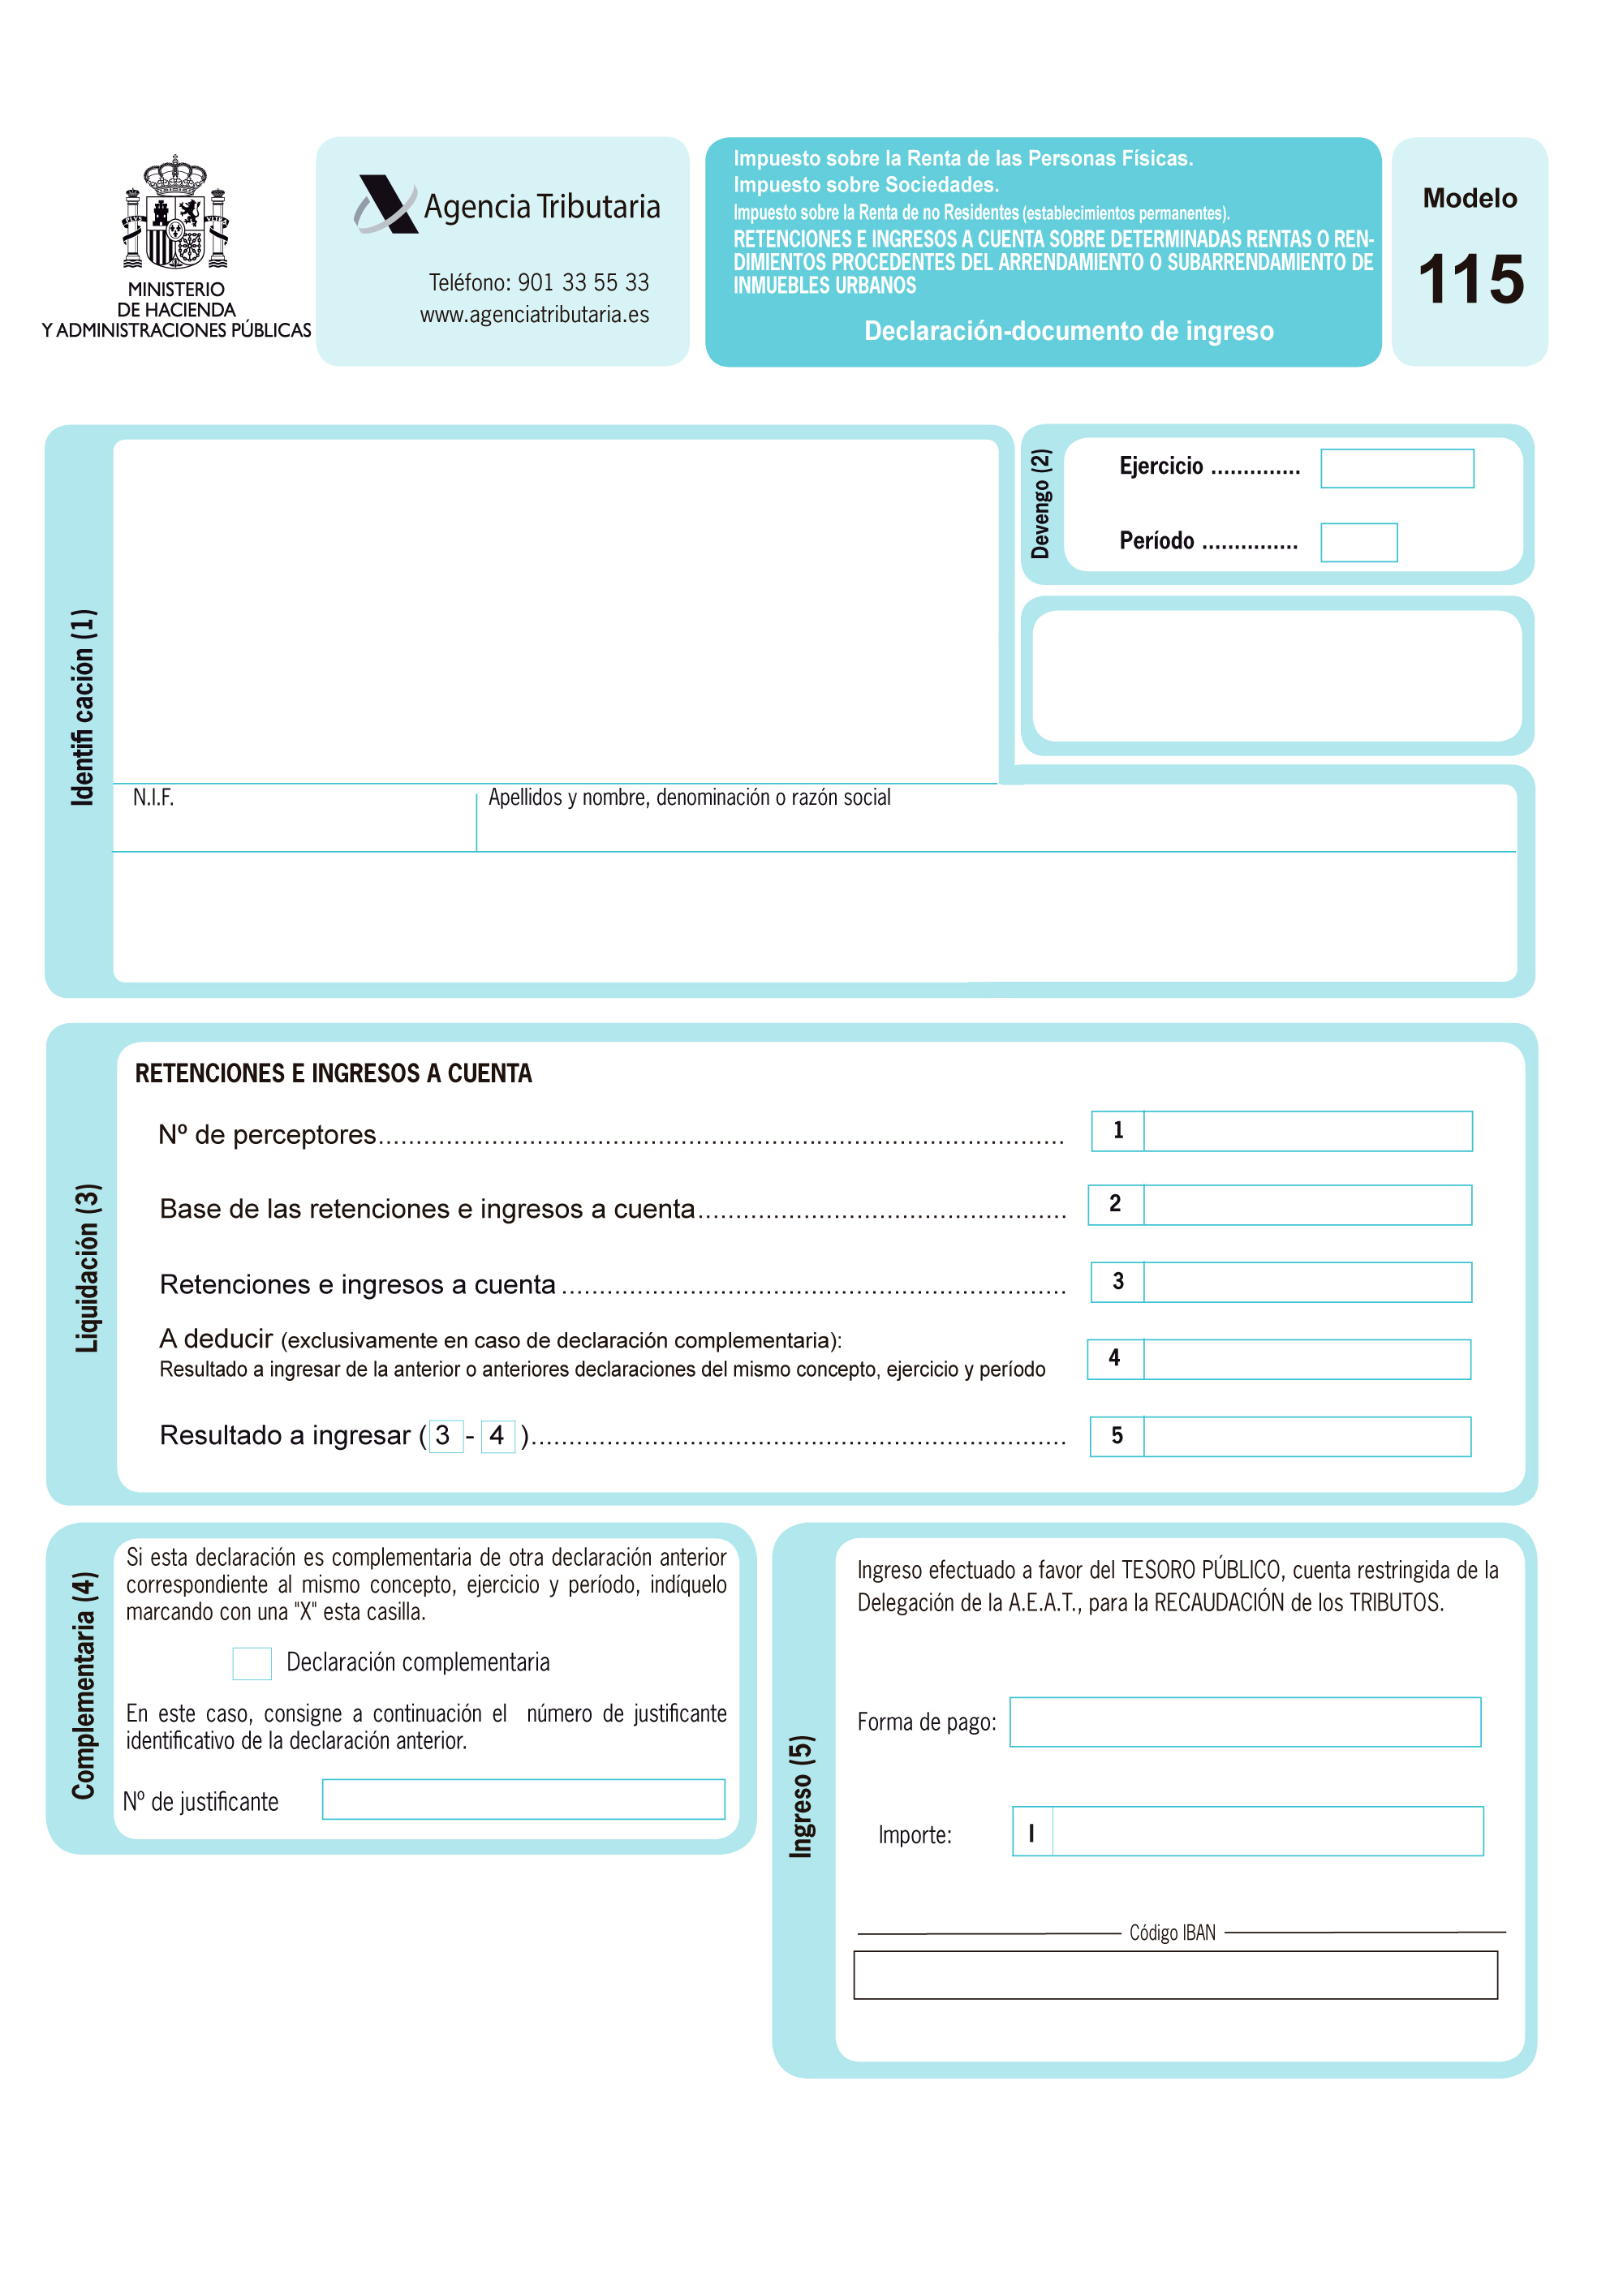 MINISTERIO
DE HACIENDA
Y ADMINISTRACIONES PÚBLICAS
Agencia Tributaria
Teléfono: 901 33 55 33
www.agenciatributaria.es
Impuesto sobre la Renta de las Personas Físicas.
Impuesto sobre Sociedades.
Impuesto sobre la Renta de no Residentes (establecimientos permanentes).
RETENCIONES E INGRESOS A CUENTA SOBRE DETERMINADAS RENTAS O REN-
DIMIENTOS PROCEDENTES DEL ARRENDAMIENTO O SUBARRENDAMIENTO DE
INMUEBLES URBANOS
Declaración-documento de ingreso
Modelo
115
Identifi cación (1)
Devengo (2)
Ejercicio ..............
Período ...............
N.I.F.
Apellidos y nombre, denominación o razón social
Liquidación (3)
RETENCIONES E INGRESOS A CUENTA
Nº de perceptores........................................................................................... 1
Base de las retenciones e ingresos a cuenta................................................. 2
Retenciones e ingresos a cuenta ................................................................... 3
A deducir (exclusivamente en caso de declaración complementaria):
Resultado a ingresar de la anterior o anteriores declaraciones del mismo concepto, ejercicio y período 4
Resultado a ingresar ( 3 - 4 )....................................................................... 5
Complementaria (4)
Si esta declaración es complementaria de otra declaración anterior
correspondiente al mismo concepto, ejercicio y período, indíquelo
marcando con una "X" esta casilla.
Declaración complementaria
En este caso, consigne a continuación el número de justificante
identificativo de la declaración anterior.
Nº de justificante
Ingreso (5)
Ingreso efectuado a favor del TESORO PÚBLICO, cuenta restringida de la
Delegación de la A.E.A.T., para la RECAUDACIÓN de los TRIBUTOS.
Forma de pago:
Importe: I
Código IBAN